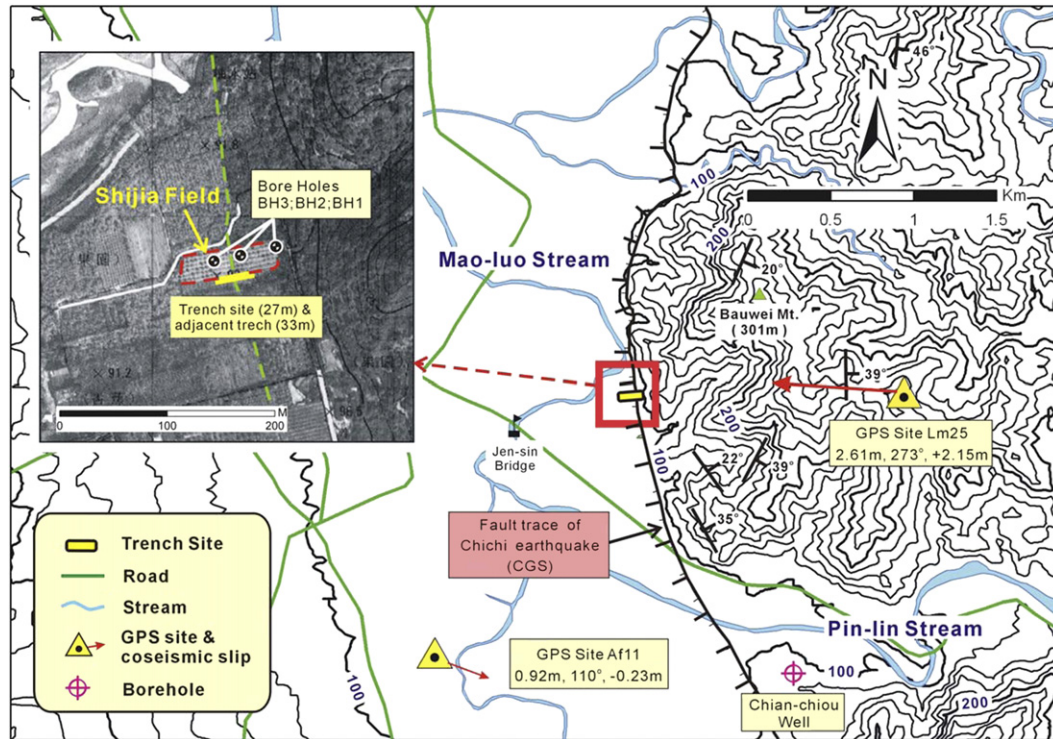 Shijia Field
Bore Holes
BH3;BH2;BH1
Trench site (27m) &
adjacent trech (33m)
× 91.2
0 100 200 M
46°
N
0 0.5 1 1.5 Km
100
200
Mao-luo Stream
20°
Bauwei Mt.
(301m)
39°
GPS Site Lm25
2.61m, 273°, +2.15m
200
100
Jen-sin
Bridge
22°
39°
35°
Fault trace of
Chichi earthquake
(CGS)
Pin-lin Stream
GPS Site Af11
0.92m, 110°, -0.23m
100
200
Chian-chiou
Well
100
Trench Site
Road
Stream
GPS site &
coseismic slip
Borehole